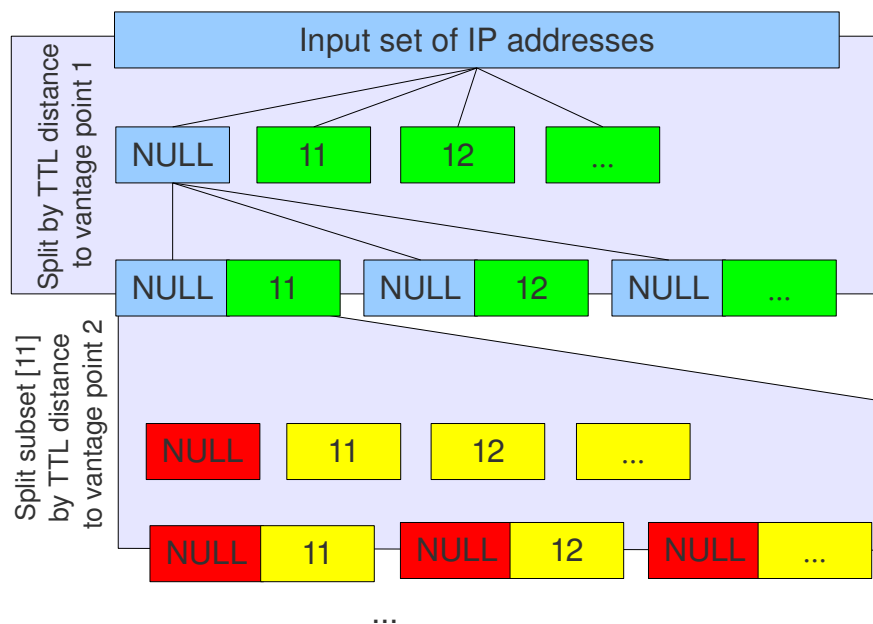 Input set of IP addresses
Split by TTL distance
to vantage point 1
NULL 11 12 ...
NULL 11 NULL 12 NULL ...
Split subset [11]
by TTL distance
to vantage point 2
NULL 11 12 ...
NULL 11 NULL 12 NULL ...
...